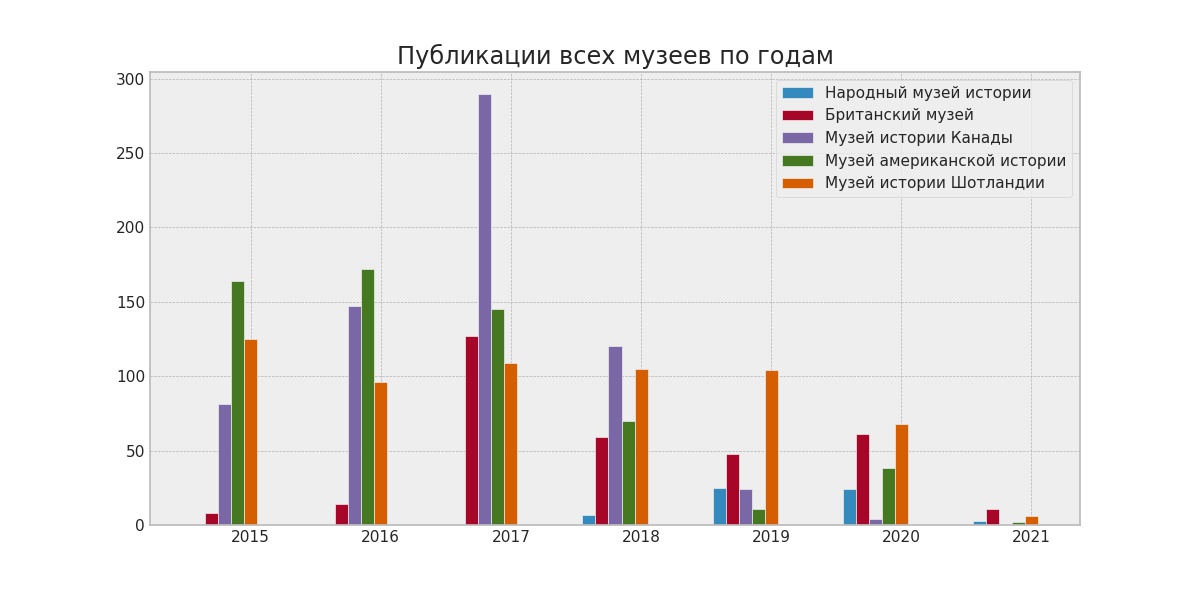 Публикации всех музеев по годам
300
250
200
150
100
50
0
Народный музей истории
Британский музей
Музей истории Канады
Музей американской истории
Музей истории Шотландии
2015 2016 2017 2018 2019 2020 2021